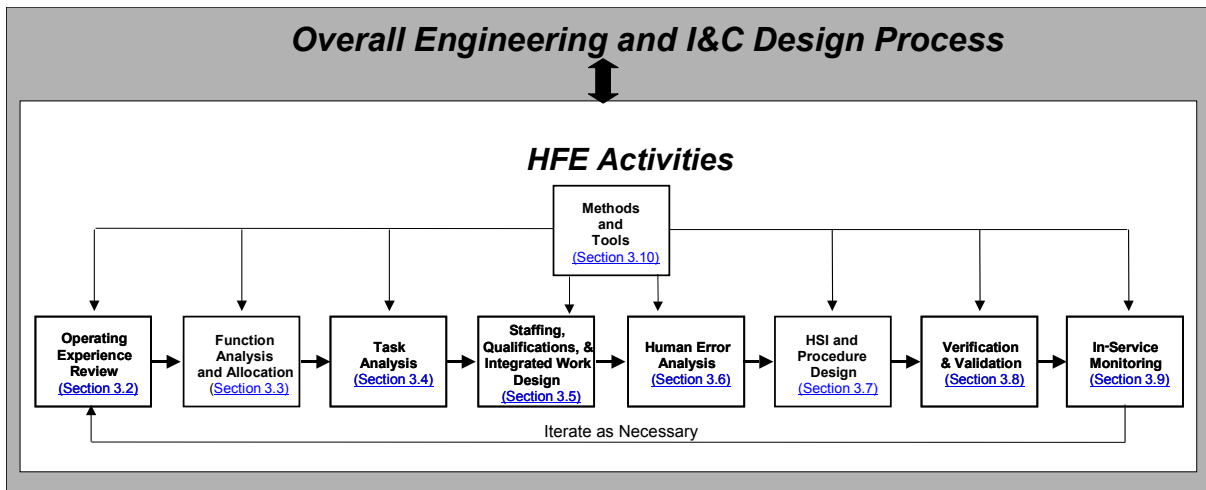 Overall Engineering and I&C Design Process
HFE Activities
Methods
and
Tools
(Section 3.10)
Operating
Experience
Review
(Section 3.2)
Function
Analysis
and Allocation
(Section 3.3)
Task
Analysis
(Section 3.4)
Staffing,
Qualifications, &
Integrated Work
Design
(Section 3.5)
Human Error
Analysis
(Section 3.6)
HSI and
Procedure
Design
(Section 3.7)
Verification
& Validation
(Section 3.8)
In-Service
Monitoring
(Section 3.9)
Iterate as Necessary